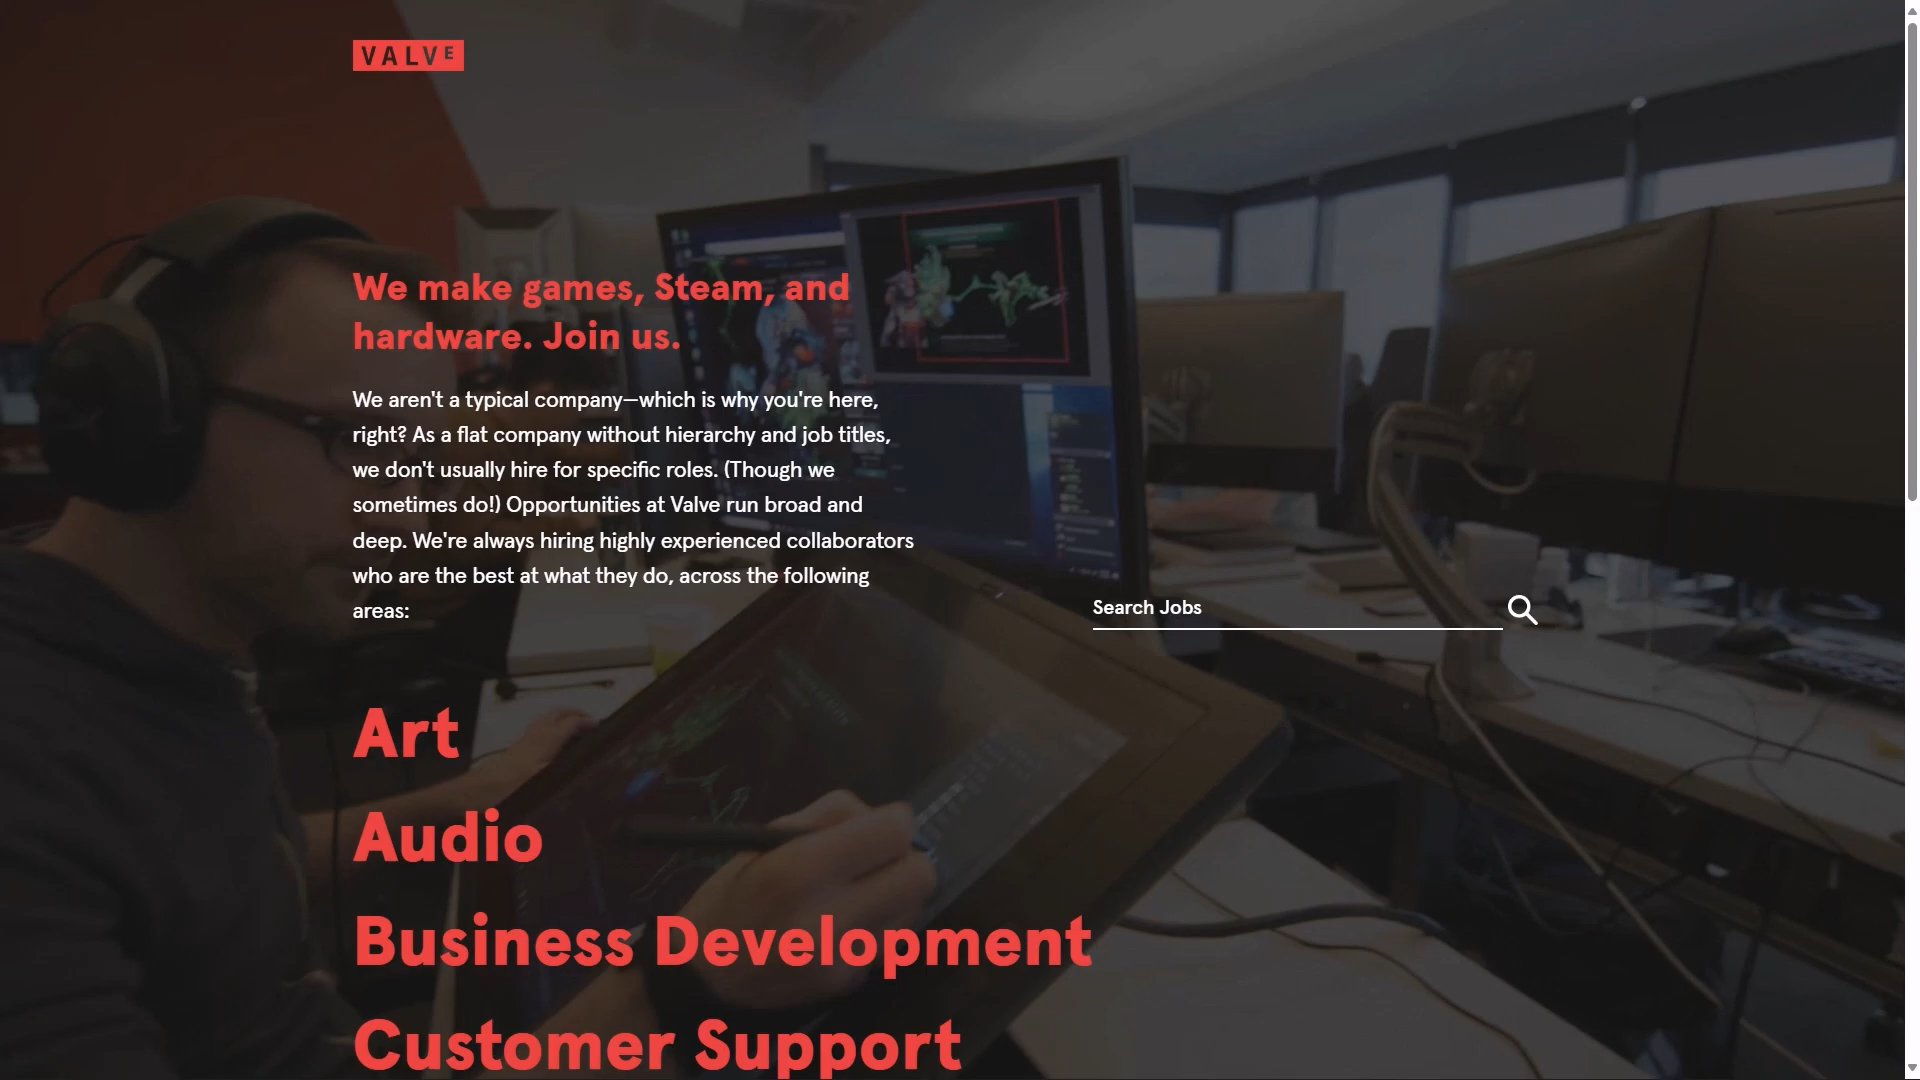 VALVE
We make games, Steam, and
hardware. Join us.
We aren't a typical company—which is why you're here,
right? As a flat company without hierarchy and job titles,
we don't usually hire for specific roles. (Though we
sometimes do!) Opportunities at Valve run broad and
deep. We're always hiring highly experienced collaborators
who are the best at what they do, across the following
areas:
Search Jobs
Art
Audio
Business Development
Customer Support